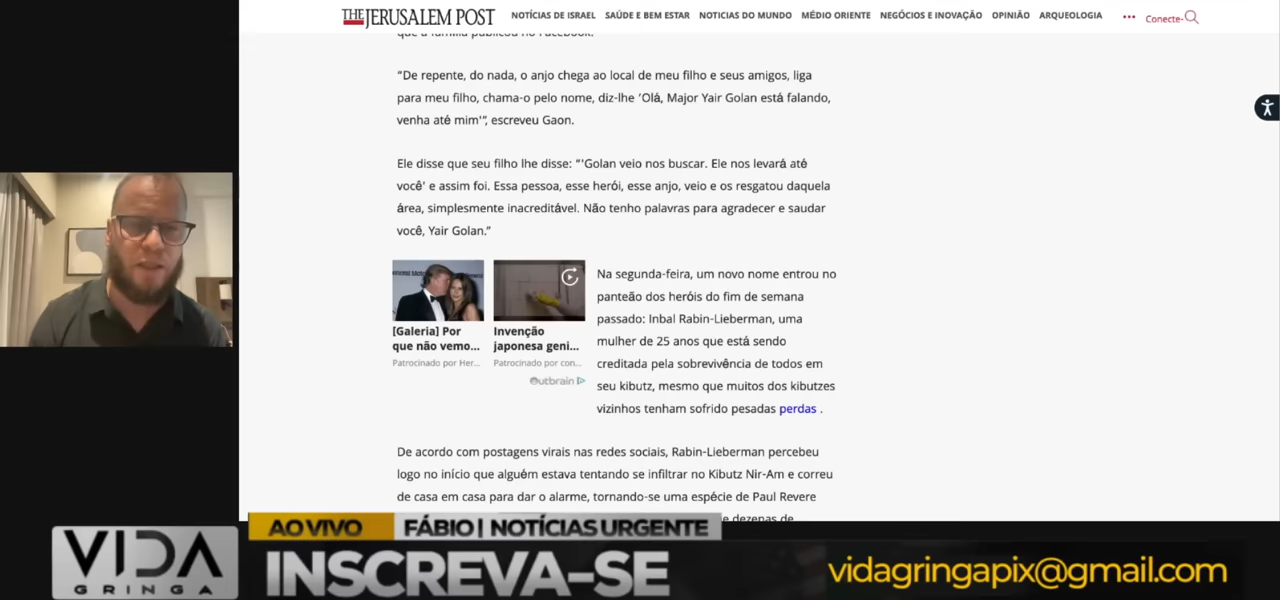 THE JERUSALEM POST
NOTÍCIAS DE ISRAEL SAÚDE E BEM ESTAR NOTICIAS DO MUNDO MÉDIO ORIENTE NEGÓCIOS E INOVAÇÃO OPINIÃO ARQUEOLOGIA ••• Conecte-
que a família publicou no Facebook.
“De repente, do nada, o anjo chega ao local de meu filho e seus amigos, liga
para meu filho, chama-o pelo nome, diz-lhe ‘Olá, Major Yair Golan está falando,
venha até mim'”, escreveu Gaon.
Ele disse que seu filho lhe disse: “'Golan veio nos buscar. Ele nos levará até
você' e assim foi. Essa pessoa, esse herói, esse anjo, veio e os resgatou daquela
área, simplesmente inacreditável. Não tenho palavras para agradecer e saudar
você, Yair Golan.”
[Galeria] Por
que não vemo...
Patrocinado por Her...
Invenção
japonesa geni...
Patrocinado por con...
Outbrain
Na segunda-feira, um novo nome entrou no
panteão dos heróis do fim de semana
passado: Inbal Rabin-Lieberman, uma
mulher de 25 anos que está sendo
creditada pela sobrevivência de todos em
seu kibutz, mesmo que muitos dos kibutzes
vizinhos tenham sofrido pesadas perdas .
De acordo com postagens virais nas redes sociais, Rabin-Lieberman percebeu
logo no início que alguém estava tentando se infiltrar no Kibutz Nir-Am e correu
de casa em casa para dar o alarme, tornando-se uma espécie de Paul Revere
e dezenas de
AO VIVO FÁBIO | NOTÍCIAS URGENTE
VIDA
GRINGA
INSCREVA-SE
vidagringapix@gmail.com